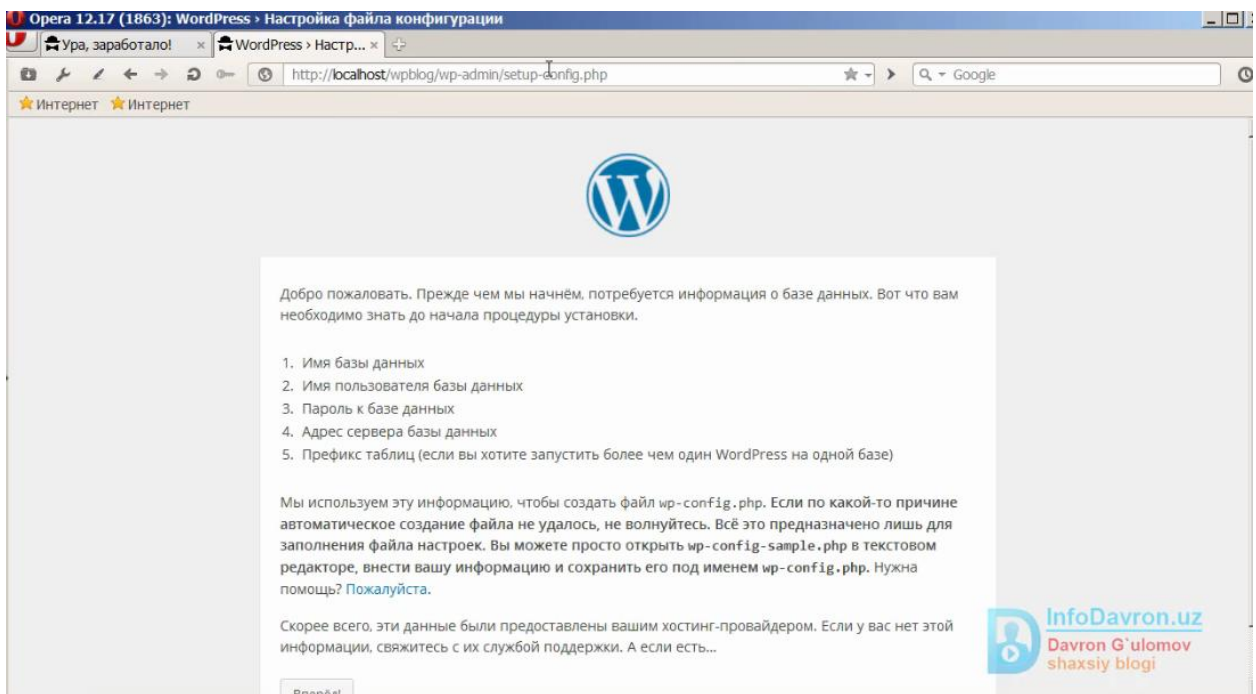 Opera 12.17 (1863): WordPress › Настройка файла конфигурации
Ура, заработало!
WordPress › Настр...
http://localhost/wpblog/wp-admin/setup-config.php
Google
Интернет Интернет
Добро пожаловать. Прежде чем мы начнём, потребуется информация о базе данных. Вот что вам
необходимо знать до начала процедуры установки.
1. Имя базы данных
2. Имя пользователя базы данных
3. Пароль к базе данных
4. Адрес сервера базы данных
5. Префикс таблиц (если вы хотите запустить более чем один WordPress на одной базе)
Мы используем эту информацию, чтобы создать файл wp-config.php. Если по какой-то причине
автоматическое создание файла не удалось, не волнуйтесь. Всё это предназначено лишь для
заполнения файла настроек. Вы можете просто открыть wp-config-sample.php в текстовом
редакторе, внести вашу информацию и сохранить его под именем wp-config.php. Нужна
помощь? Пожалуйста.
Скорее всего, эти данные были предоставлены вашим хостинг-провайдером. Если у вас нет этой
информации, свяжитесь с их службой поддержки. А если есть...
Вперёд!
InfoDavron.uz
Davron G`ulomov
shaxsiy blogi